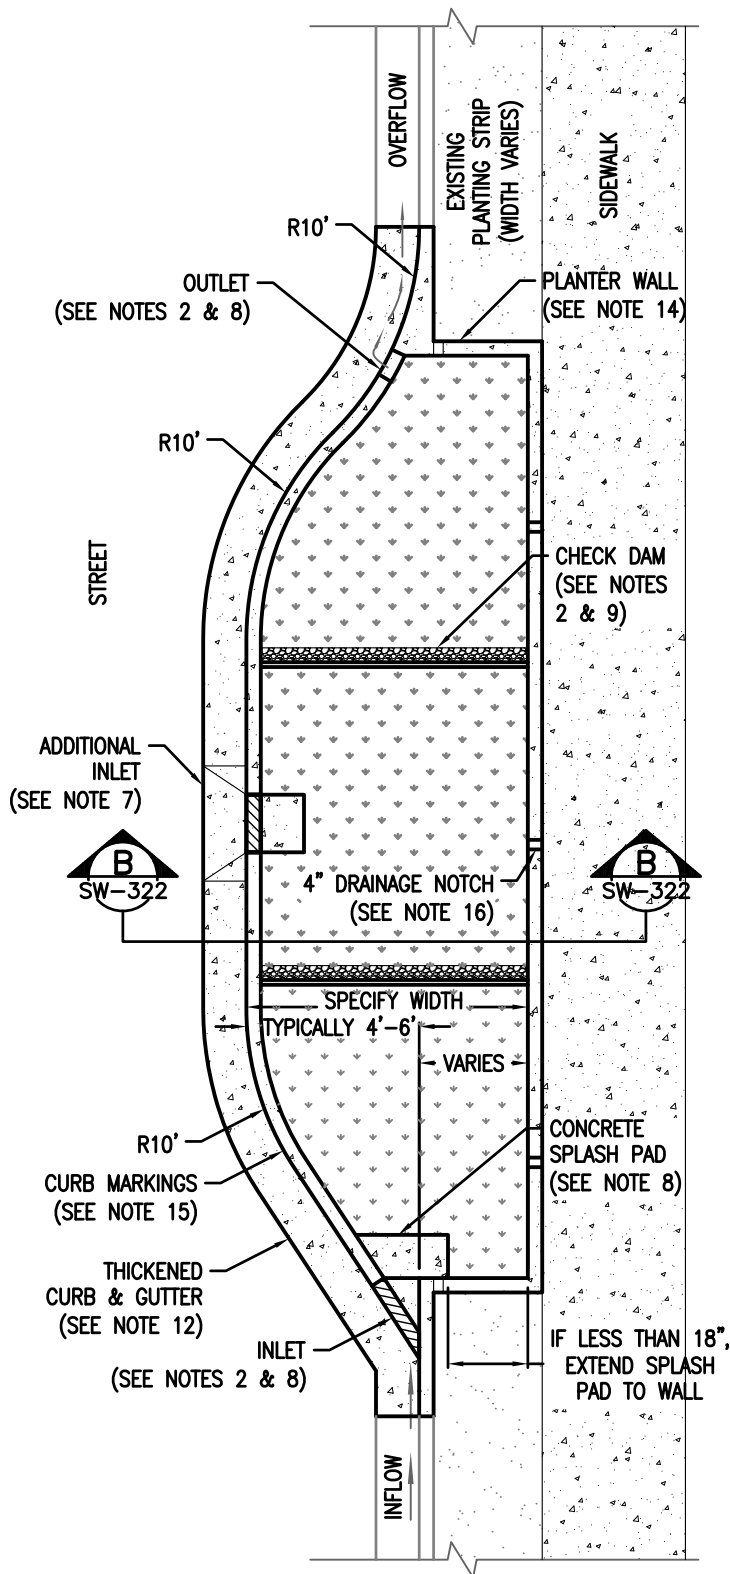 OVERFLOW
EXISTING
PLANTING STRIP
(WIDTH VARIES)
SIDEWALK
R10'
OUTLET
(SEE NOTES 2 & 8)
PLANTER WALL
(SEE NOTE 14)
R10'
STREET
CHECK DAM
(SEE NOTES
2 & 9)
ADDITIONAL
INLET
(SEE NOTE 7)
B
SW-322
4" DRAINAGE NOTCH
(SEE NOTE 16)
B
SW-322
SPECIFY WIDTH
TYPICALLY 4'-6'
VARIES
R10'
CURB MARKINGS
(SEE NOTE 15)
CONCRETE
SPLASH PAD
(SEE NOTE 8)
THICKENED
CURB & GUTTER
(SEE NOTE 12)
INLET
(SEE NOTES 2 & 8)
IF LESS THAN 18",
EXTEND SPLASH
PAD TO WALL
INFLOW